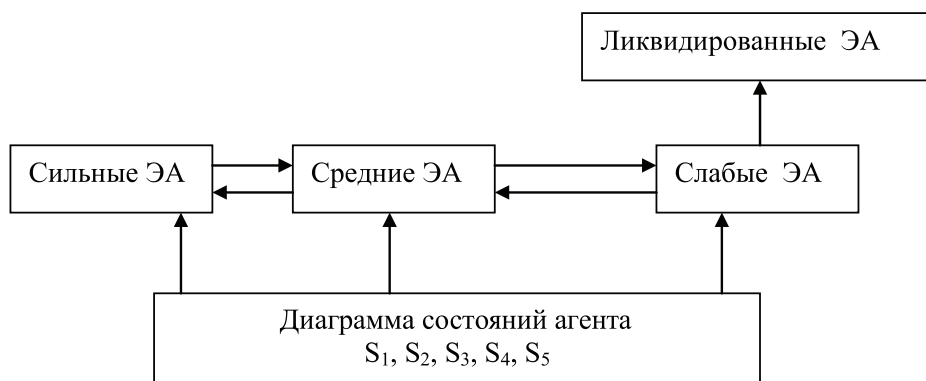 Ликвидированные ЭА
Сильные ЭА
Средние ЭА
Слабые ЭА
Диаграмма состояний агента
S₁, S₂, S₃, S₄, S₅